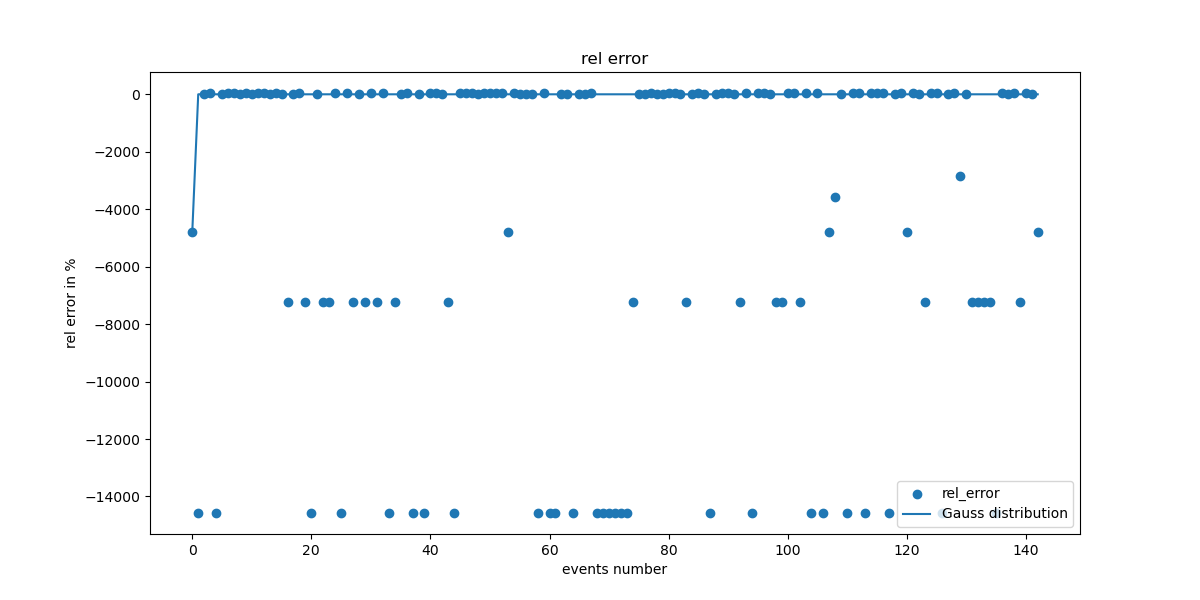 rel error
rel error in %
0
−2000
−4000
−6000
−8000
−10000
−12000
−14000
0 20 40 60 80 100 120 140
events number
rel_error
Gauss distribution